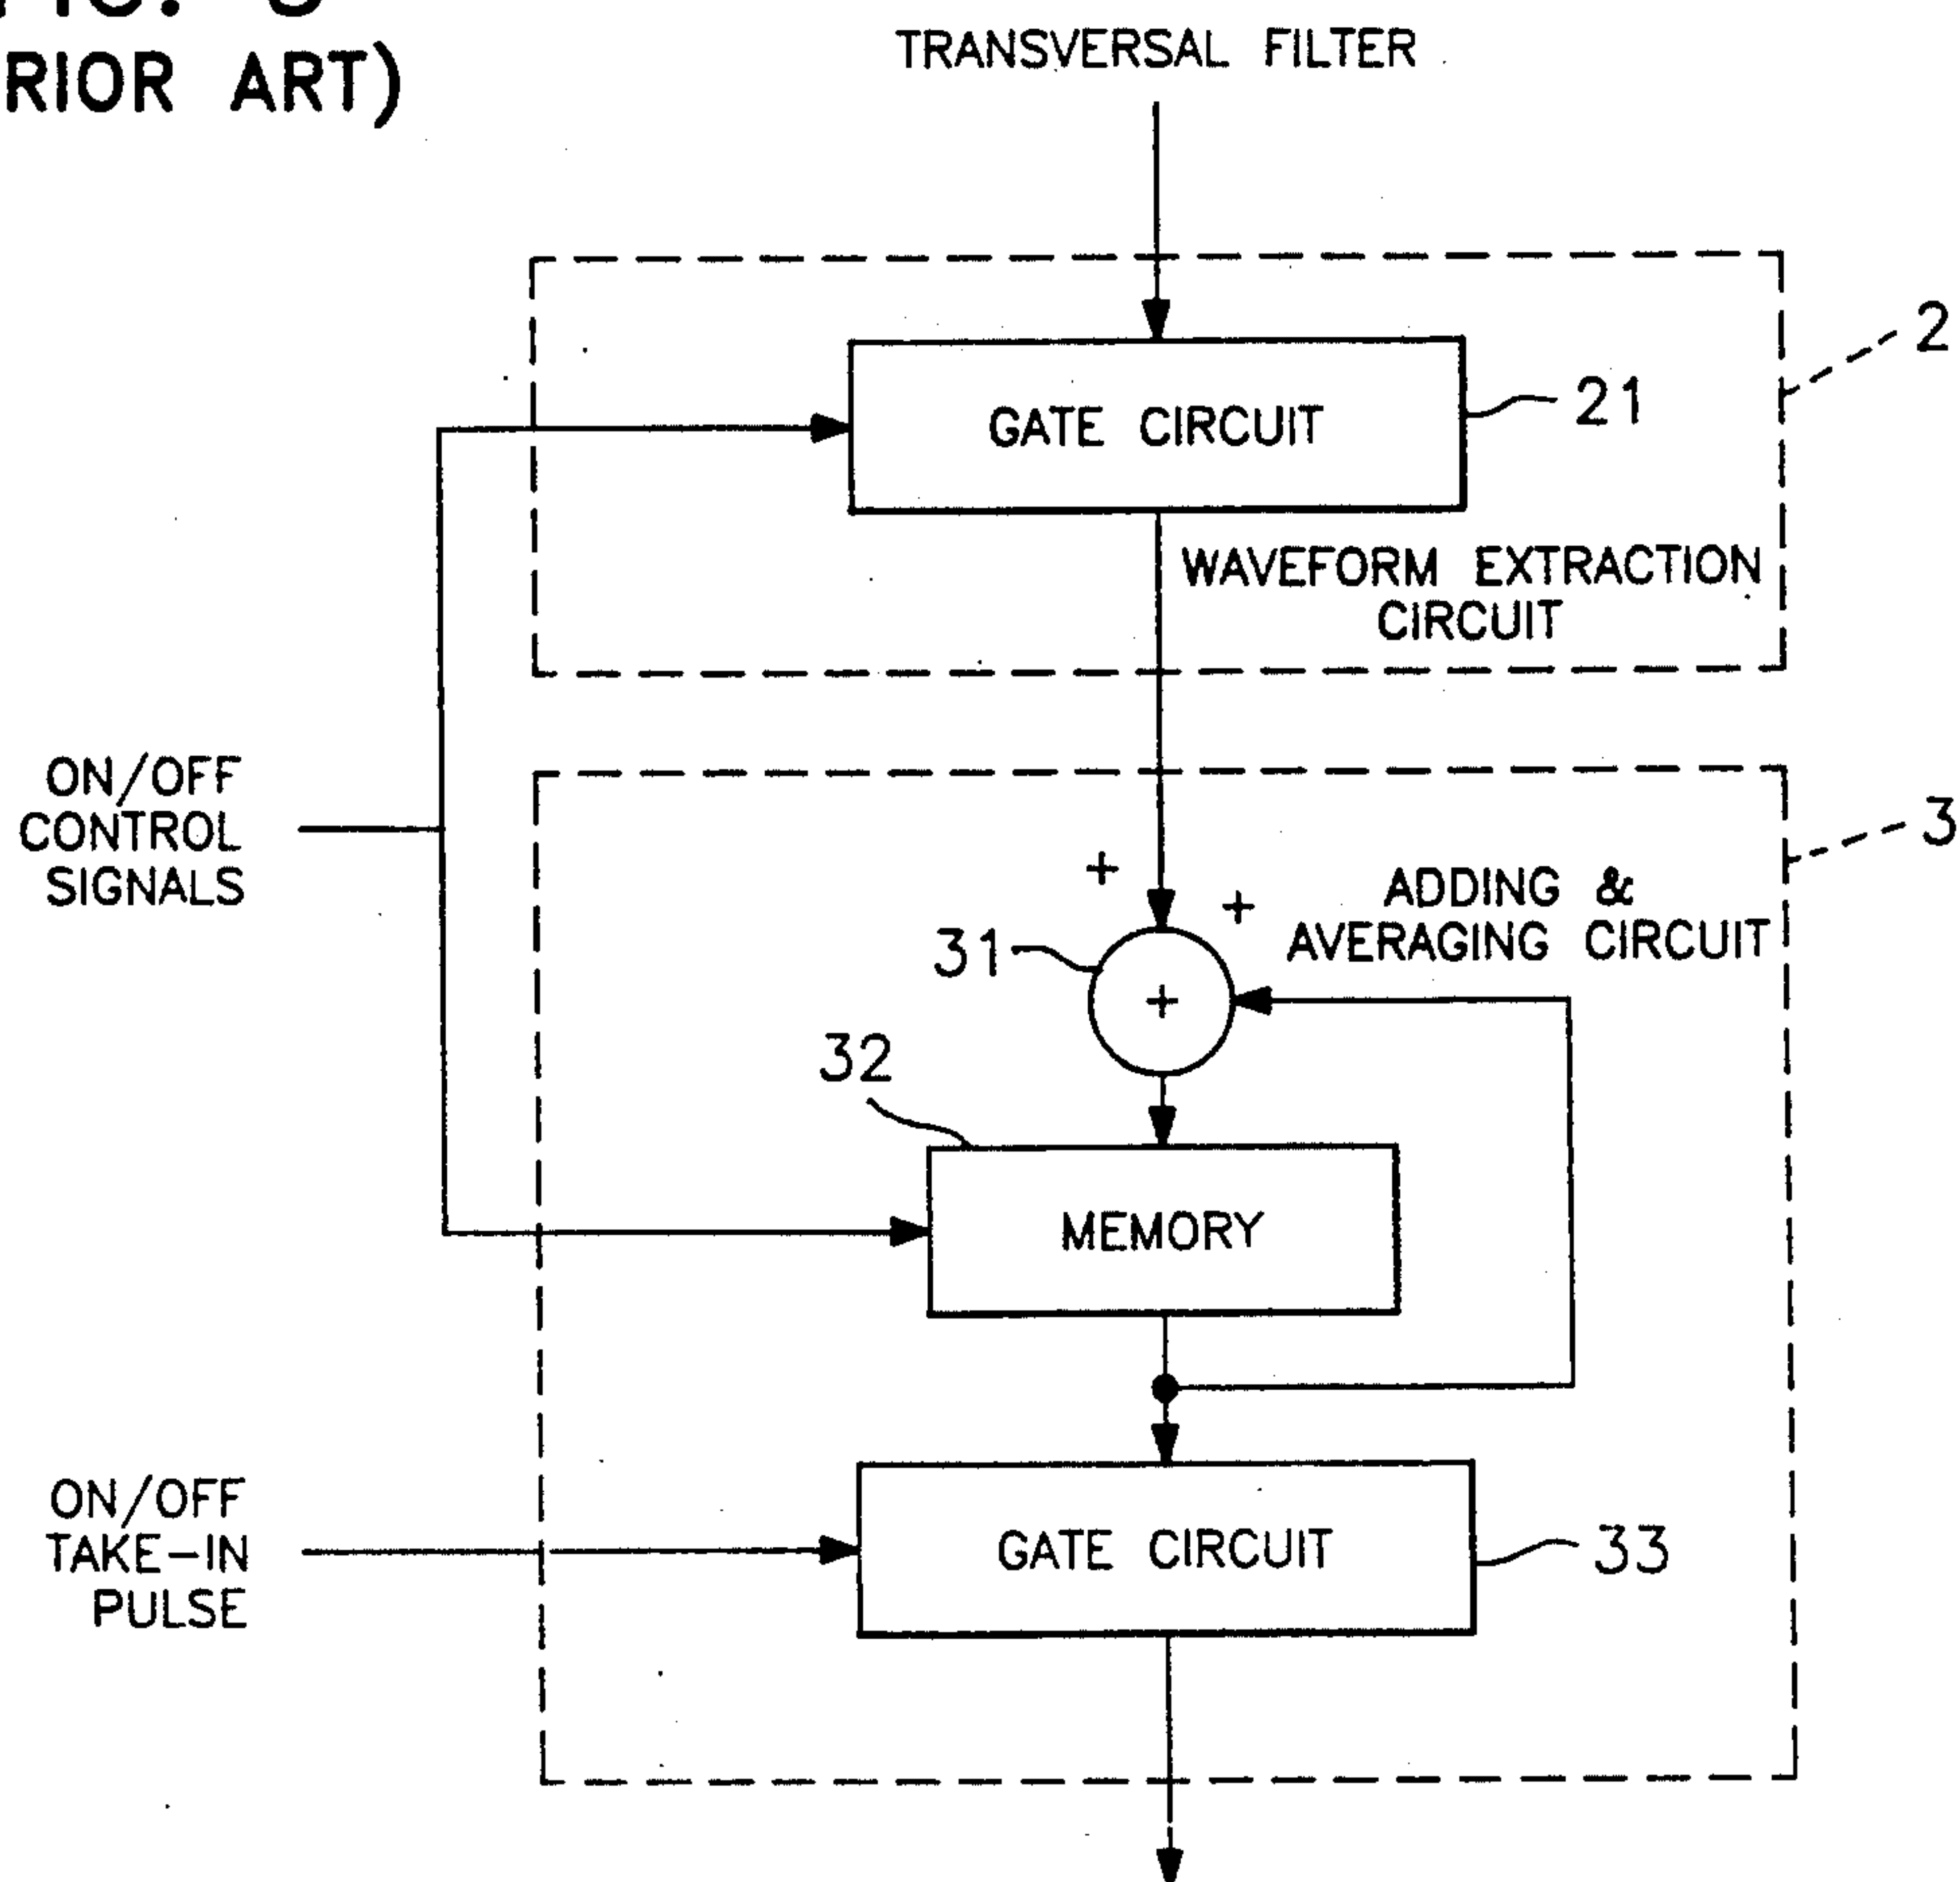 RIOR ART)
TRANSVERSAL FILTER
2
GATE CIRCUIT
21
WAVEFORM EXTRACTION
CIRCUIT
ON/OFF
CONTROL
SIGNALS
3
+
+
ADDING &
AVERAGING CIRCUIT
31
+
32
MEMORY
ON/OFF
TAKE-IN
PULSE
GATE CIRCUIT
33